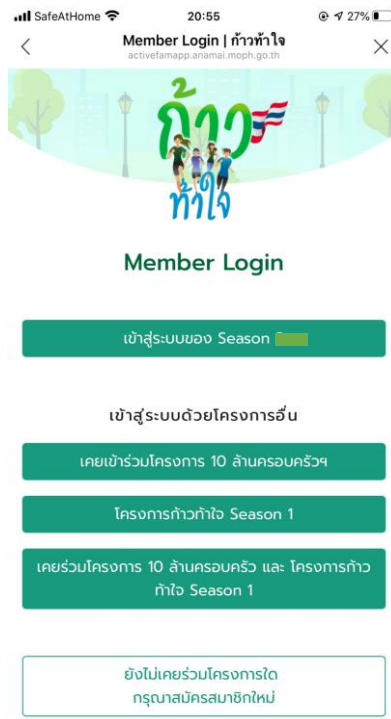 SafeAtHome 20:55 27%
Member Login | ก้าวท้าใจ
activefamapp.anamai.moph.go.th
ก้าว
ท้าใจ
Member Login
เข้าสู่ระบบของ Season
เข้าสู่ระบบด้วยโครงการอื่น
เคยเข้าร่วมโครงการ 10 ล้านครอบครัวฯ
โครงการก้าวท้าใจ Season 1
เคยร่วมโครงการ 10 ล้านครอบครัว และ โครงการก้าว
ท้าใจ Season 1
ยังไม่เคยร่วมโครงการใด
กรุณาสมัครสมาชิกใหม่